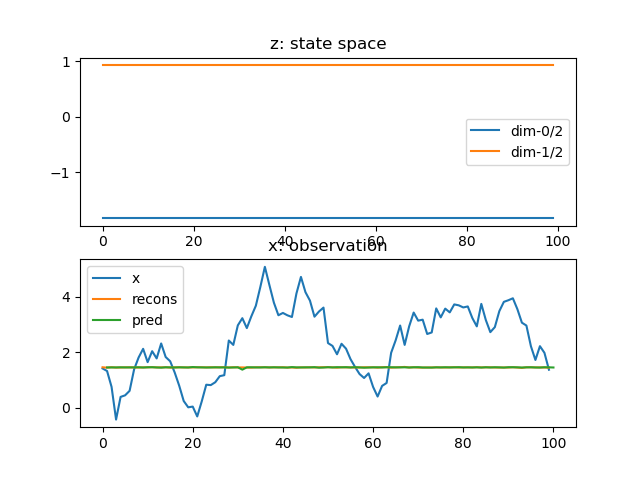 z: state space
1
0
−1
dim-0/2
dim-1/2
0 20 40 60 80 100
x: observation
4
2
0
x
recons
pred
0 20 40 60 80 100